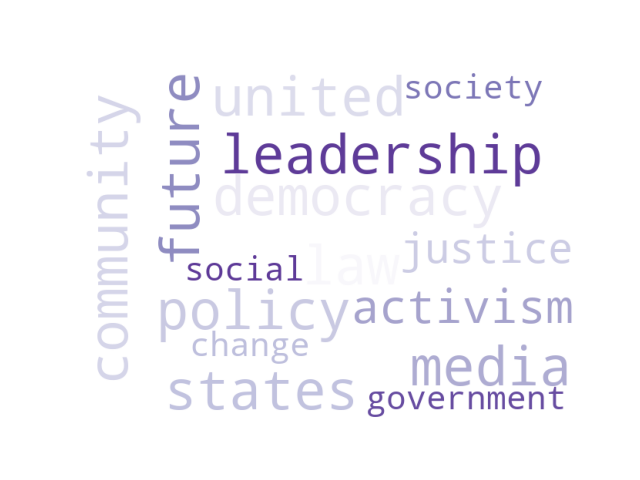 community
future
united
society
leadership
democracy
justice
law
social
policy
activism
change
media
states
government